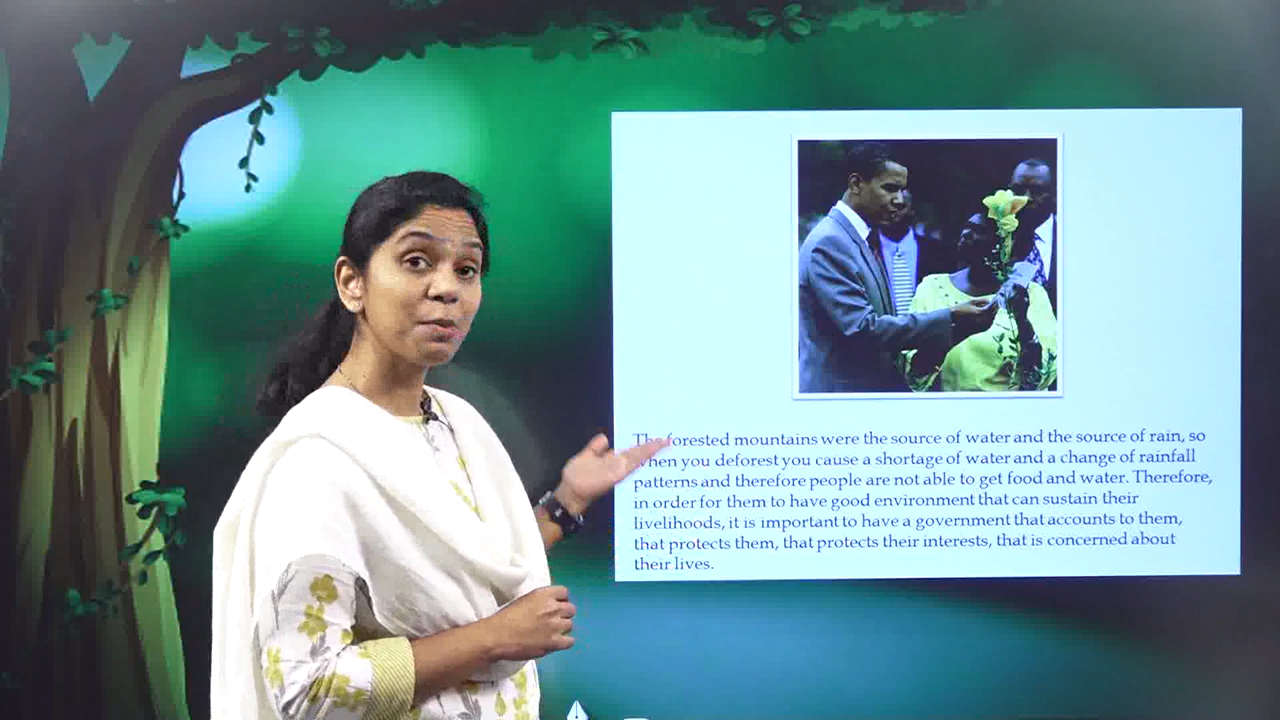 The forested mountains were the source of water and the source of rain, so
when you deforest you cause a shortage of water and a change of rainfall
patterns and therefore people are not able to get food and water. Therefore,
in order for them to have good environment that can sustain their
livelihoods, it is important to have a government that accounts to them,
that protects them, that protects their interests, that is concerned about
their lives.